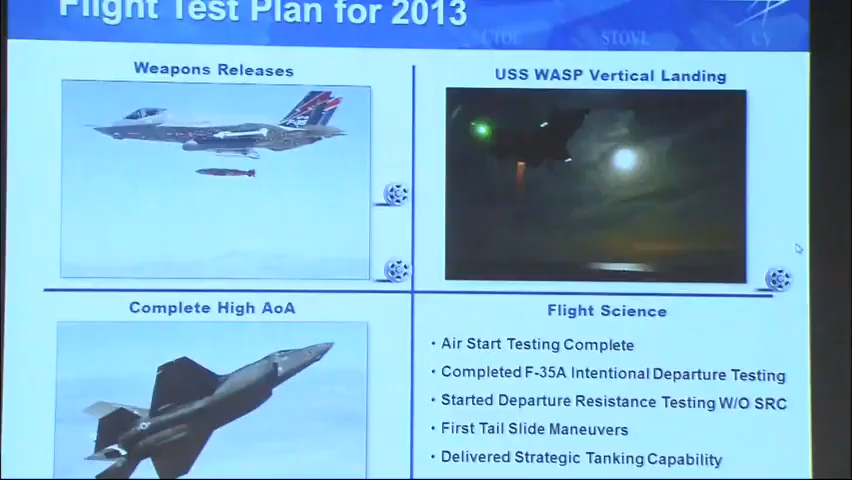 Flight Test Plan for 2013
CTOL STOVL CV
Weapons Releases
USS WASP Vertical Landing
Complete High AoA
Flight Science
• Air Start Testing Complete
• Completed F-35A Intentional Departure Testing
• Started Departure Resistance Testing W/O SRC
• First Tail Slide Maneuvers
• Delivered Strategic Tanking Capability